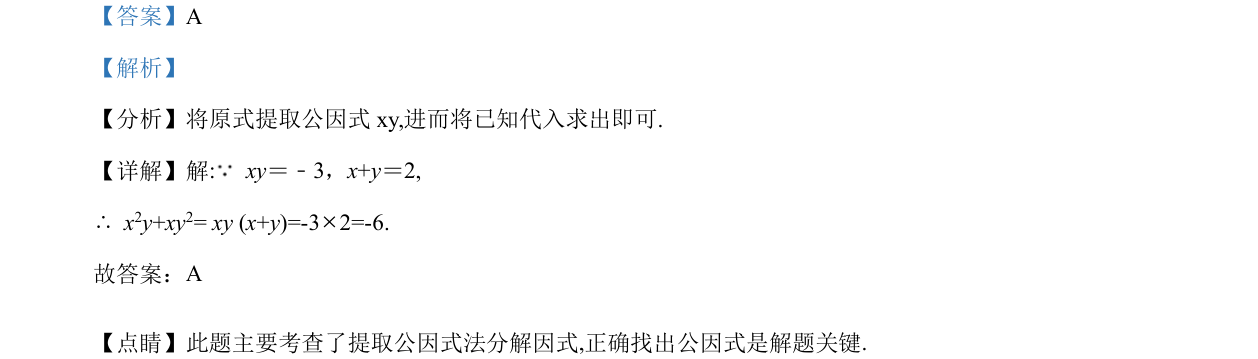 【答案】A
【解析】
【分析】将原式提取公因式 xy,进而将已知代入求出即可.
【详解】解:∵ xy＝﹣3，x+y＝2,
∴ x²y+xy²= xy (x+y)=-3×2=-6.
故答案：A
【点睛】此题主要考查了提取公因式法分解因式,正确找出公因式是解题关键.